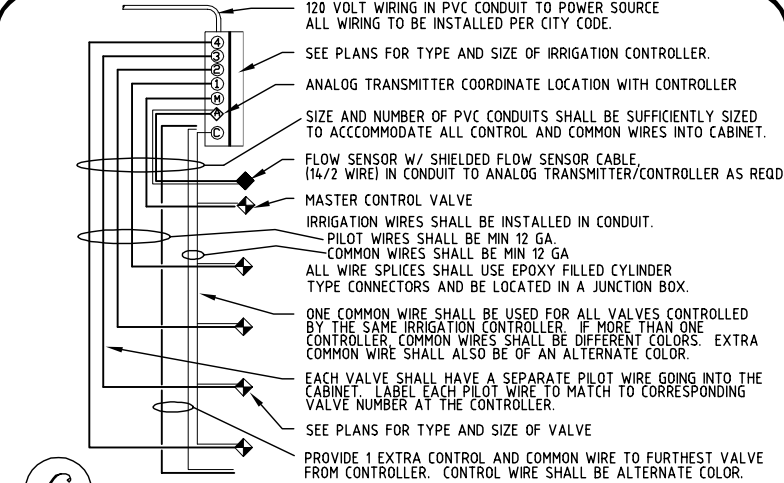 120 VOLT WIRING IN PVC CONDUIT TO POWER SOURCE
ALL WIRING TO BE INSTALLED PER CITY CODE.
4
3
2
1
M
A
C
SEE PLANS FOR TYPE AND SIZE OF IRRIGATION CONTROLLER.
ANALOG TRANSMITTER COORDINATE LOCATION WITH CONTROLLER
SIZE AND NUMBER OF PVC CONDUITS SHALL BE SUFFICIENTLY SIZED
TO ACCCOMMODATE ALL CONTROL AND COMMON WIRES INTO CABINET.
FLOW SENSOR W/ SHIELDED FLOW SENSOR CABLE,
(14/2 WIRE) IN CONDUIT TO ANALOG TRANSMITTER/CONTROLLER AS REQD
MASTER CONTROL VALVE
IRRIGATION WIRES SHALL BE INSTALLED IN CONDUIT.
PILOT WIRES SHALL BE MIN 12 GA.
COMMON WIRES SHALL BE MIN 12 GA
ALL WIRE SPLICES SHALL USE EPOXY FILLED CYLINDER
TYPE CONNECTORS AND BE LOCATED IN A JUNCTION BOX.
ONE COMMON WIRE SHALL BE USED FOR ALL VALVES CONTROLLED
BY THE SAME IRRIGATION CONTROLLER. IF MORE THAN ONE
CONTROLLER, COMMON WIRES SHALL BE DIFFERENT COLORS. EXTRA
COMMON WIRE SHALL ALSO BE OF AN ALTERNATE COLOR.
EACH VALVE SHALL HAVE A SEPARATE PILOT WIRE GOING INTO THE
CABINET. LABEL EACH PILOT WIRE TO MATCH TO CORRESPONDING
VALVE NUMBER AT THE CONTROLLER.
SEE PLANS FOR TYPE AND SIZE OF VALVE
PROVIDE 1 EXTRA CONTROL AND COMMON WIRE TO FURTHEST VALVE
FROM CONTROLLER. CONTROL WIRE SHALL BE ALTERNATE COLOR.